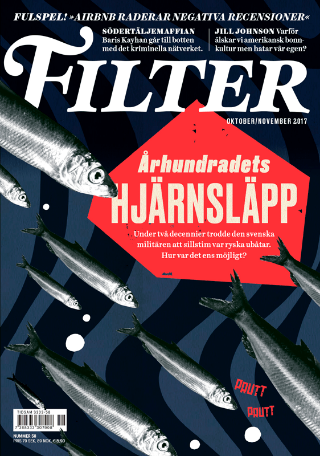 FULSPEL! »AIRBNB RADERAR NEGATIVA RECENSIONER«
SÖDERTÄLJEMAFFIAN
Baris Kayhan går till botten
med det kriminella nätverket.
JILL JOHNSON Varför
älskar vi amerikansk bonn-
kultur men hatar vår egen?
FILTER
OKTOBER/NOVEMBER 2017
Århundradets
HJÄRNSLÄPP
Under två decennier trodde den svenska
militären att sillstim var ryska ubåtar.
Hur var det ens möjligt?
PRUTT
PRUTT
NUMMER 58